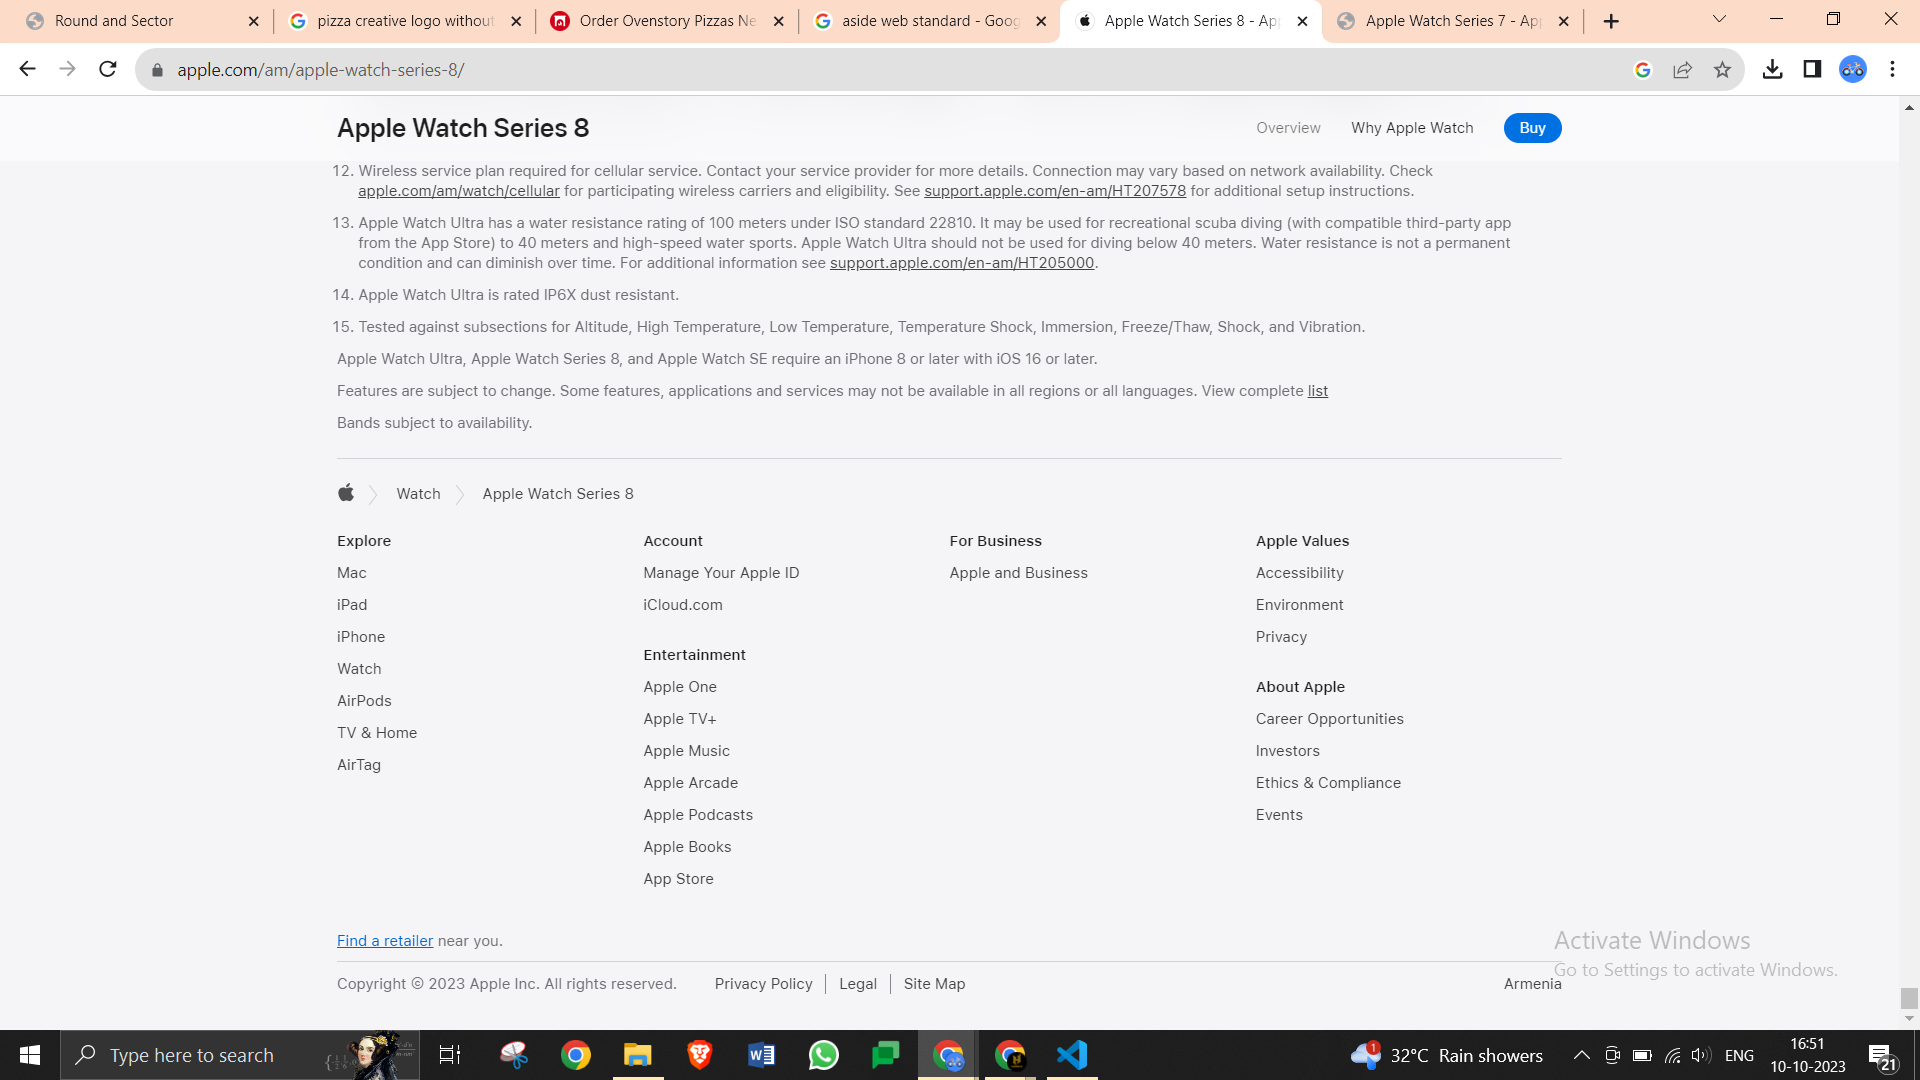 Round and Sector
pizza creative logo without
Order Ovenstory Pizzas Ne
aside web standard - Goog
Apple Watch Series 8 - Ap
Apple Watch Series 7 - Ap
apple.com/am/apple-watch-series-8/
Apple Watch Series 8
Overview
Why Apple Watch
Buy
12. Wireless service plan required for cellular service. Contact your service provider for more details. Connection may vary based on network availability. Check
apple.com/am/watch/cellular for participating wireless carriers and eligibility. See support.apple.com/en-am/HT207578 for additional setup instructions.
13. Apple Watch Ultra has a water resistance rating of 100 meters under ISO standard 22810. It may be used for recreational scuba diving (with compatible third-party app
from the App Store) to 40 meters and high-speed water sports. Apple Watch Ultra should not be used for diving below 40 meters. Water resistance is not a permanent
condition and can diminish over time. For additional information see support.apple.com/en-am/HT205000.
14. Apple Watch Ultra is rated IP6X dust resistant.
15. Tested against subsections for Altitude, High Temperature, Low Temperature, Temperature Shock, Immersion, Freeze/Thaw, Shock, and Vibration.
Apple Watch Ultra, Apple Watch Series 8, and Apple Watch SE require an iPhone 8 or later with iOS 16 or later.
Features are subject to change. Some features, applications and services may not be available in all regions or all languages. View complete list
Bands subject to availability.
Watch
Apple Watch Series 8
Explore
Mac
iPad
iPhone
Watch
AirPods
TV & Home
AirTag
Account
Manage Your Apple ID
iCloud.com
Entertainment
Apple One
Apple TV+
Apple Music
Apple Arcade
Apple Podcasts
Apple Books
App Store
For Business
Apple and Business
Apple Values
Accessibility
Environment
Privacy
About Apple
Career Opportunities
Investors
Ethics & Compliance
Events
Find a retailer near you.
Copyright © 2023 Apple Inc. All rights reserved.
Privacy Policy
Legal
Site Map
Armenia
Activate Windows
Go to Settings to activate Windows.
Type here to search
1
32°C Rain showers
ENG
16:51
10-10-2023
21